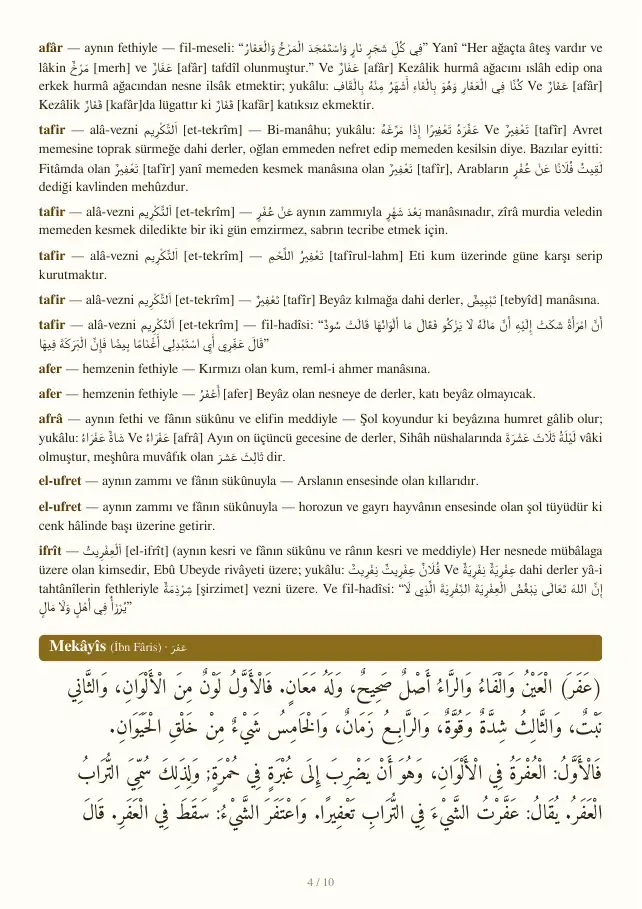 afâr — aynın fethiyle — fil-meseli: “فِي كُلِّ شَجَرٍ نَارٍ وَاسْتَمْجَدَ الْمَرْخُ وَالْعَفَارُ” Yanî “Her ağaçta âteş vardır ve
lâkin مَرْخٌ [merh] ve عَفَارٌ [afâr] tafdîl olunmuştur.” Ve عَفَارٌ [afâr] Kezâlik hurmâ ağacını ıslâh edip ona
erkek hurmâ ağacından nesne ilsâk etmektir; yukâlu: كُنَّا فِي الْعَفَارِ وَهُوَ بِالْفَاءِ أَشْهَرُ مِنْهُ بِالْقَافِ Ve عَفَارٌ [afâr]
Kezâlik قَفَارٌ [kafâr]da lügattır ki قَفَارٌ [kafâr] katıksız ekmektir.
tafir — alâ-vezni اَلتَّكْرِيم [et-tekrîm] — Bi-manâhu; yukâlu: عَفَّرَهُ تَعْفِيرًا إِذَا مَرَّغَهُ Ve تَعْفِيرٌ [tafîr] Avret
memesine toprak sürmeğe dahi derler, oğlan emmeden nefret edip memeden kesilsin diye. Bazılar eyitti:
Fitâmda olan تَعْفِيرٌ [tafîr] yanî memeden kesmek manâsına olan تَعْفِيرٌ [tafîr], Arabların لَقِيتُ فُلَانًا عَنْ عُفْرٍ
dediği kavlinden mehûzdur.
tafir — alâ-vezni اَلتَّكْرِيم [et-tekrîm] — عَنْ عُفْرٍ aynın zammıyla بَعْدَ شَهْرٍ manâsınadır, zîrâ murdia veledin
memeden kesmek diledikte bir iki gün emzirmez, sabrın tecribe etmek için.
tafir — alâ-vezni اَلتَّكْرِيم [et-tekrîm] — تَعْفِيرُ اللَّحْمِ [tafîrul-lahm] Eti kum üzerinde güne karşı serip
kurutmaktır.
tafir — alâ-vezni اَلتَّكْرِيم [et-tekrîm] — تَعْفِيرٌ [tafîr] Beyâz kılmağa dahi derler, تَبْيِيضٌ [tebyîd] manâsına.
tafir — alâ-vezni اَلتَّكْرِيم [et-tekrîm] — fil-hadîsi: “أَنَّ امْرَأَةً شَكَتْ إِلَيْهِ أَنَّ مَالَهُ لَا يَزْكُو فَقَالَ مَا أَلْوَانُهَا قَالَتْ سُودٌ
قَالَ عَفِّرِي أَيِ اسْتَبْدِلِي أَغْنَامًا بِيضًا فَإِنَّ الْبَرَكَةَ فِيهَا”
afer — hemzenin fethiyle — Kırmızı olan kum, reml-i ahmer manâsına.
afer — hemzenin fethiyle — أَعْفَرُ [afer] Beyâz olan nesneye de derler, katı beyâz olmayıcak.
afrâ — aynın fethi ve fânın sükûnu ve elifin meddiyle — Şol koyundur ki beyâzına humret gâlib olur;
yukâlu: شَاةٌ عَفْرَاءُ Ve عَفْرَاءُ [afrâ] Ayın on üçüncü gecesine de derler, Sihâh nüshalarında لَيْلَةُ ثَلَاثَ عَشْرَةَ vâki
olmuştur, meşhûra muvâfık olan ثَالِثَ عَشَرَ dir.
el-ufret — aynın zammı ve fânın sükûnuyla — Arslanın ensesinde olan kıllarıdır.
el-ufret — aynın zammı ve fânın sükûnuyla — horozun ve gayrı hayvânın ensesinde olan şol tüyüdür ki
cenk hâlinde başı üzerine getirir.
ifrît — اَلْعِفْرِيتُ [el-ifrît] (aynın kesri ve fânın sükûnu ve rânın kesri ve meddiyle) Her nesnede mübâlaga
üzere olan kimsedir, Ebû Ubeyde rivâyeti üzere; yukâlu: فُلَانٌ عِفْرِيتٌ نِفْرِيتٌ Ve عِفْرِيَةٌ نِفْرِيَةٌ dahi derler yâ-i
tahtânîlerin fethleriyle شِرْذِمَةٌ [şirzimet] vezni üzere. Ve fil-hadîsi: “إِنَّ اللهَ تَعَالَى يَبْغُضُ الْعِفْرِيَةَ النِّفْرِيَةَ الَّذِي لَا
يُرْزَأُ فِي أَهْلٍ وَلَا مَالٍ”
Mekâyîs (İbn Fâris) · عَفَرَ
(عَفَرَ) الْعَيْنُ وَالْفَاءُ وَالرَّاءُ أَصْلٌ صَحِيحٌ، وَلَهُ مَعَانٍ. فَالْأَوَّلُ لَوْنٌ مِنَ الْأَلْوَانِ، وَالثَّانِي
نَبْتٌ، وَالثَّالِثُ شِدَّةٌ وَقُوَّةٌ، وَالرَّابِعُ زَمَانٌ، وَالْخَامِسُ شَيْءٌ مِنْ خَلْقِ الْحَيَوَانِ.
فَالْأَوَّلُ: الْعُفْرَةُ فِي الْأَلْوَانِ، وَهُوَ أَنْ يَضْرِبَ إِلَى غُبْرَةٍ فِي حُمْرَةٍ; وَلِذَلِكَ سُمِّيَ التُّرَابُ
الْعَفَرُ. يُقَالُ: عَفَّرْتُ الشَّيْءَ فِي التُّرَابِ تَعْفِيرًا. وَاعْتَفَرَ الشَّيْءُ: سَقَطَ فِي الْعَفَرِ. قَالَ
4 / 10